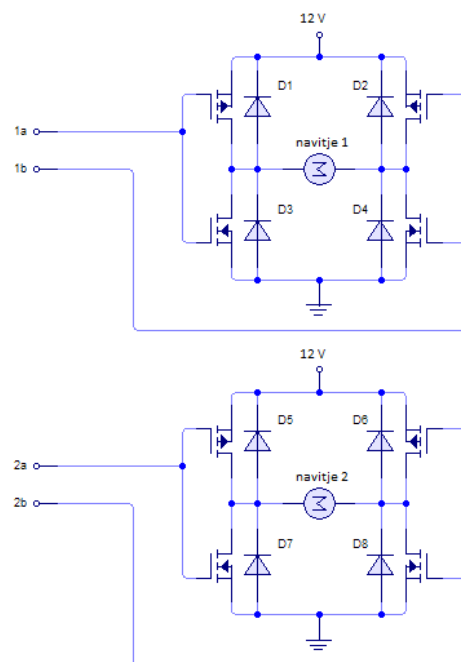 12 V
D1
D2
1a
navitje 1
1b
M
D3
D4
12 V
D5
D6
2a
navitje 2
2b
M
D7
D8